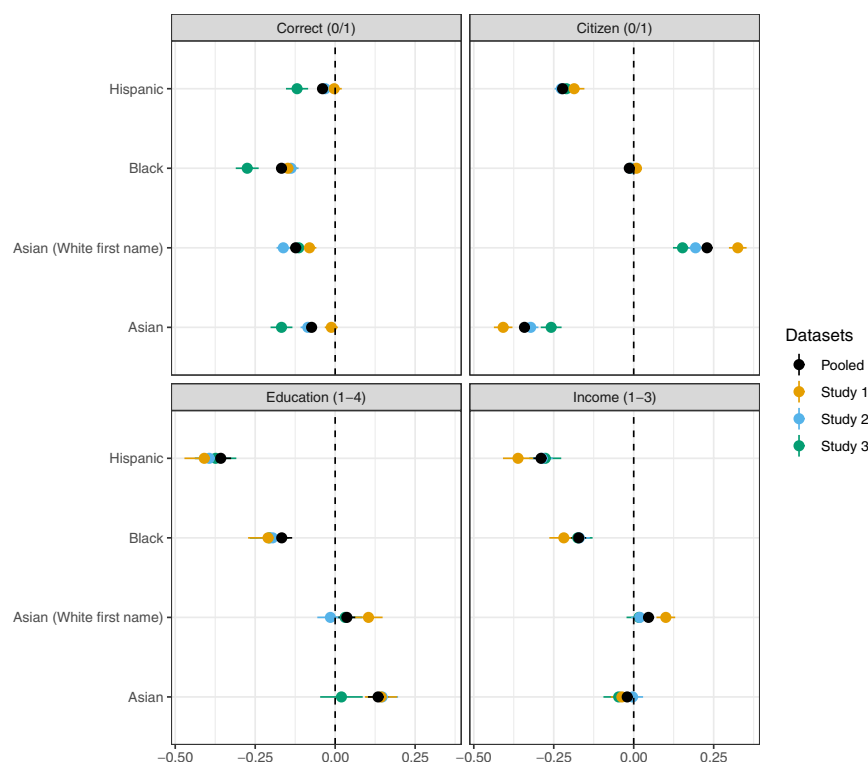 Correct (0/1)
Citizen (0/1)
Hispanic
Black
Asian (White first name)
Asian
Education (1−4)
Income (1−3)
Hispanic
Black
Asian (White first name)
Asian
−0.50
−0.25
0.00
0.25
−0.50
−0.25
0.00
0.25
Datasets
Pooled
Study 1
Study 2
Study 3